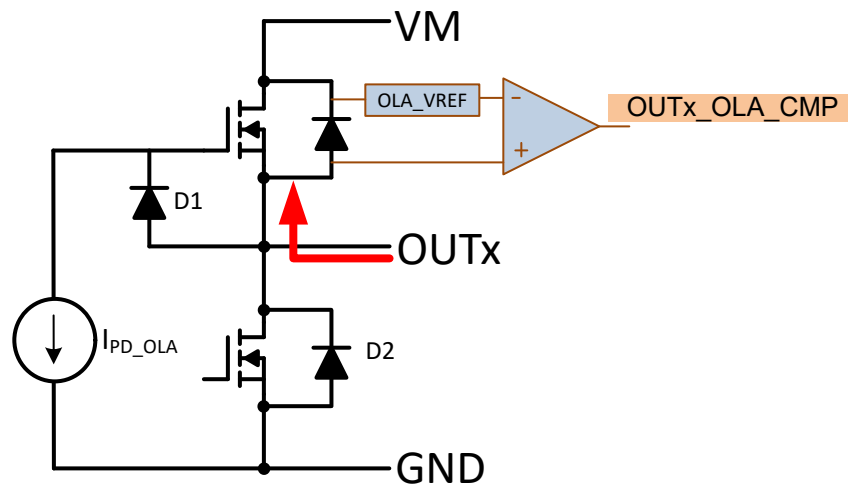 VM
OLA_VREF
-
+
OUTx_OLA_CMP
D1
OUTx
IPD_OLA
D2
GND